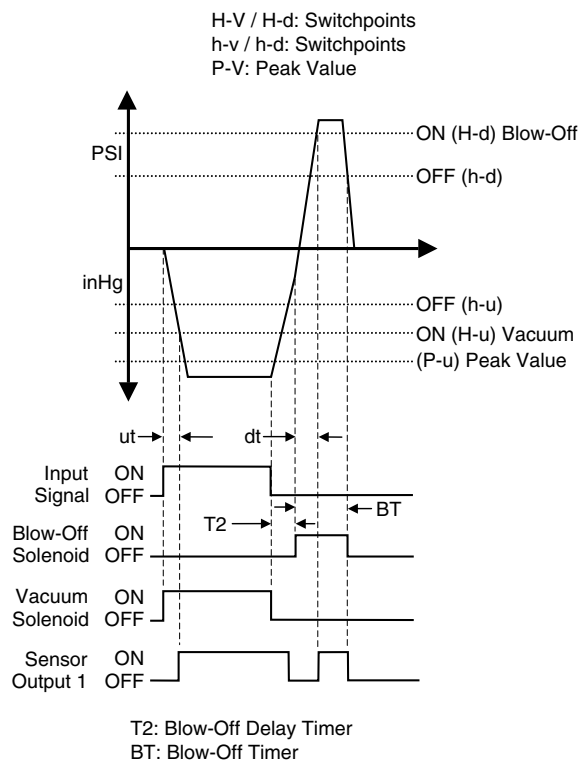 H-V / H-d: Switchpoints
h-v / h-d: Switchpoints
P-V: Peak Value
PSI
ON (H-d) Blow-Off
OFF (h-d)
inHg
OFF (h-u)
ON (H-u) Vacuum
(P-u) Peak Value
ut
dt
Input Signal ON OFF
BT
T2
Blow-Off Solenoid ON OFF
Vacuum Solenoid ON OFF
Sensor Output 1 ON OFF
T2: Blow-Off Delay Timer
BT: Blow-Off Timer